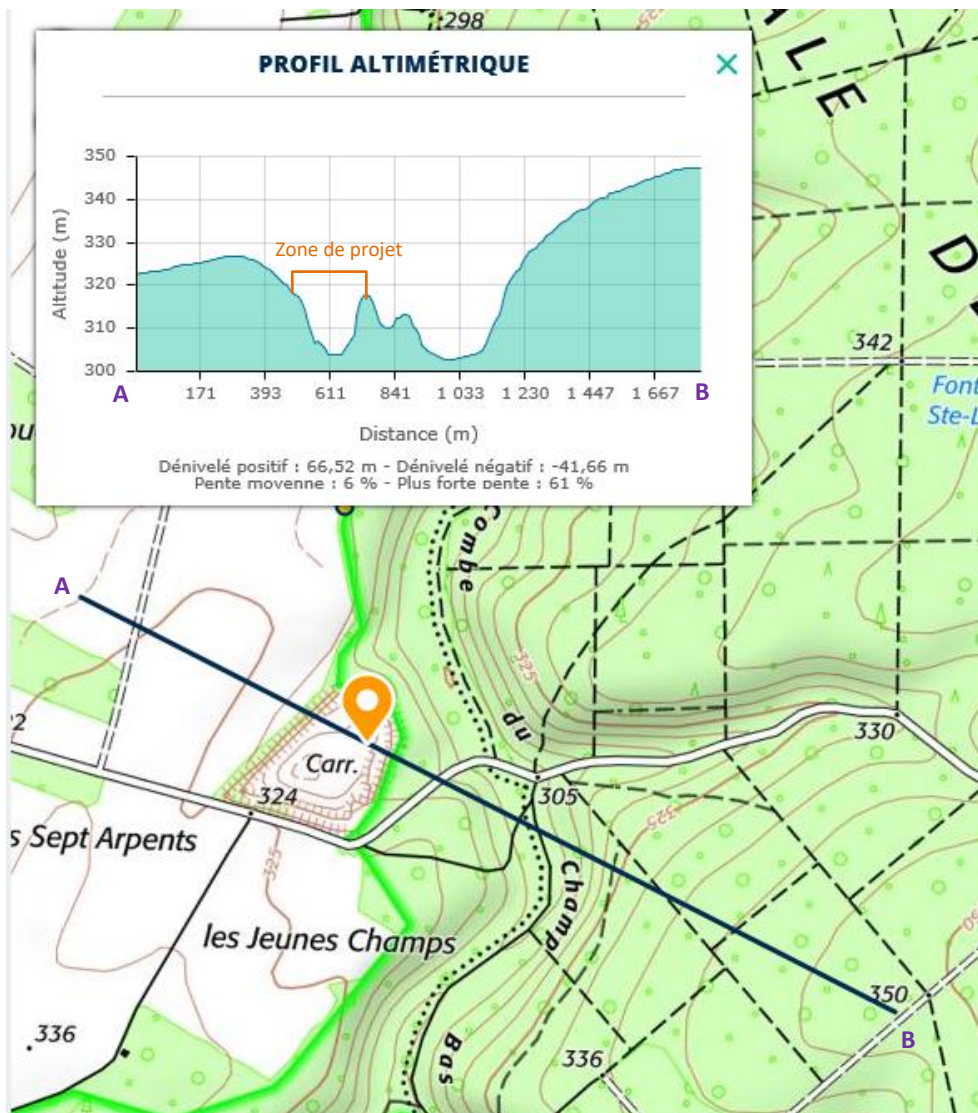 298
PROFIL ALTIMÉTRIQUE
350
340
330
320
310
300
Altitude (m)
Zone de projet
A
171
393
611
841
1 033
1 230
1 447
1 667
B
Distance (m)
Dénivelé positif : 66,52 m - Dénivelé négatif : -41,66 m
Pente moyenne : 6 % - Plus forte pente : 61 %
ALE
D
342
Font
Ste-L
Combe
du
Champ
Bas
A
325
330
Carr.
324
305
325
s Sept Arpents
325
les Jeunes Champs
350
B
336
336